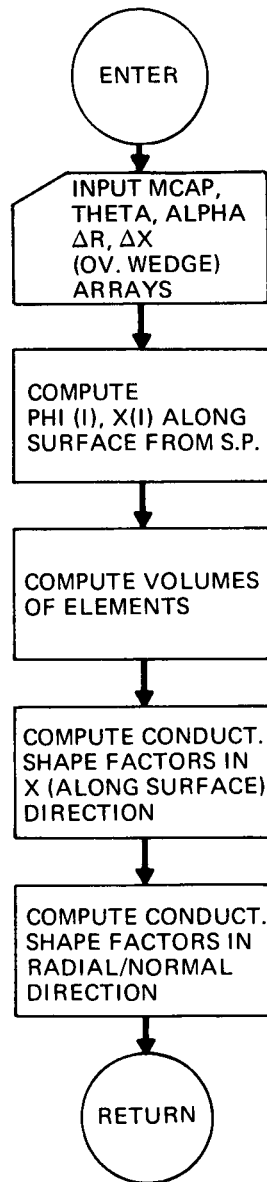 ENTER
INPUT MCAP,
THETA, ALPHA
ΔR, ΔX
(OV. WEDGE)
ARRAYS
COMPUTE
PHI (I), X(I) ALONG
SURFACE FROM S.P.
COMPUTE VOLUMES
OF ELEMENTS
COMPUTE CONDUCT.
SHAPE FACTORS IN
X (ALONG SURFACE)
DIRECTION
COMPUTE CONDUCT.
SHAPE FACTORS IN
RADIAL/NORMAL
DIRECTION
RETURN